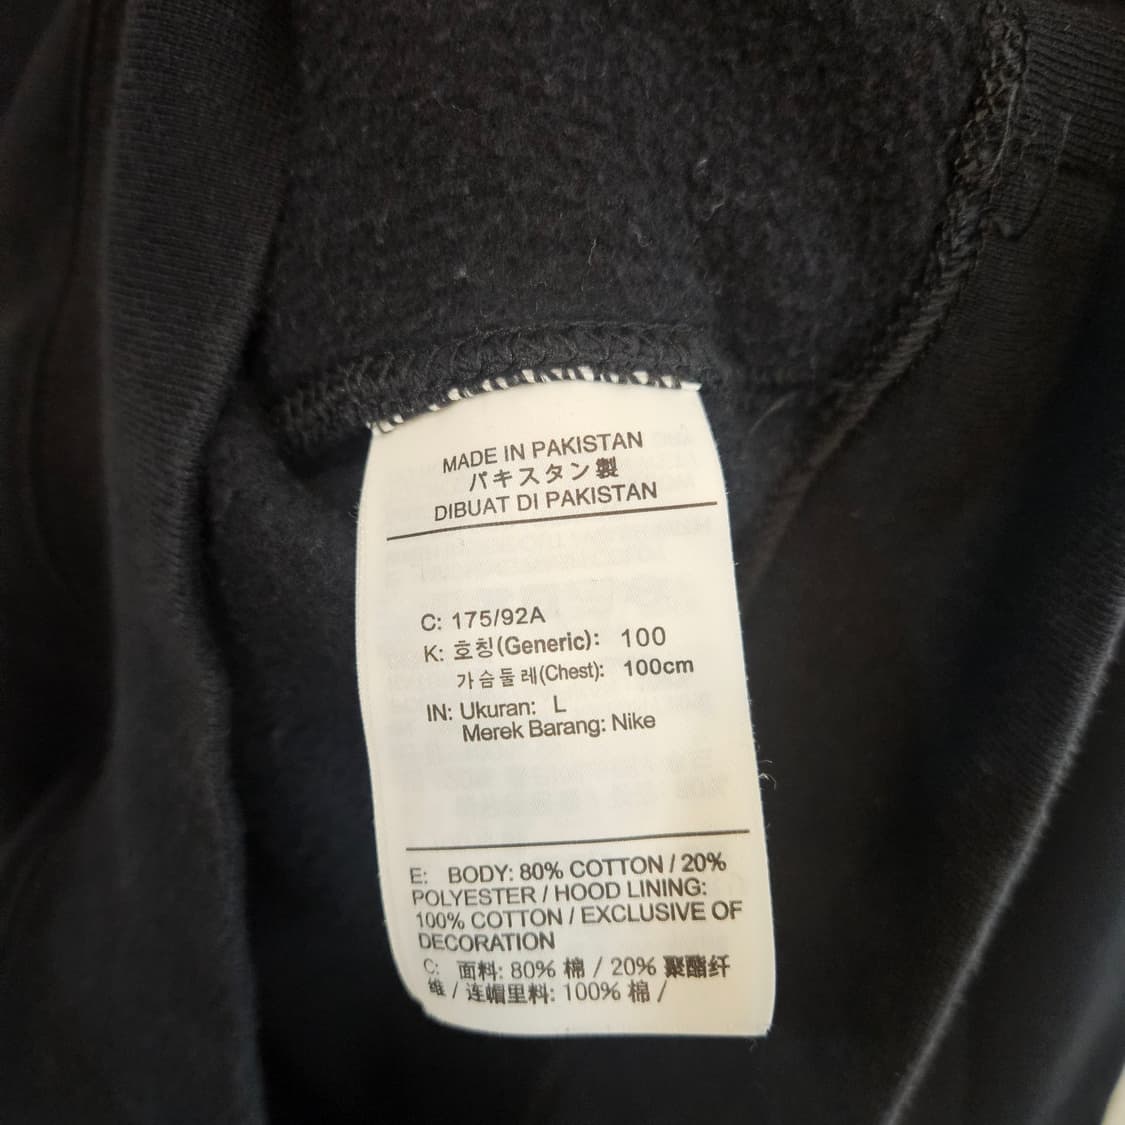 MADE IN PAKISTAN
パキスタン製
DIBUAT DI PAKISTAN
C: 175/92A
K: 호칭(Generic): 100
가슴둘레(Chest): 100cm
IN: Ukuran: L
Merek Barang: Nike
E: BODY: 80% COTTON / 20%
POLYESTER / HOOD LINING:
100% COTTON / EXCLUSIVE OF
DECORATION
C: 面料: 80% 棉 / 20% 聚酯纤
维 / 连帽里料: 100% 棉 /